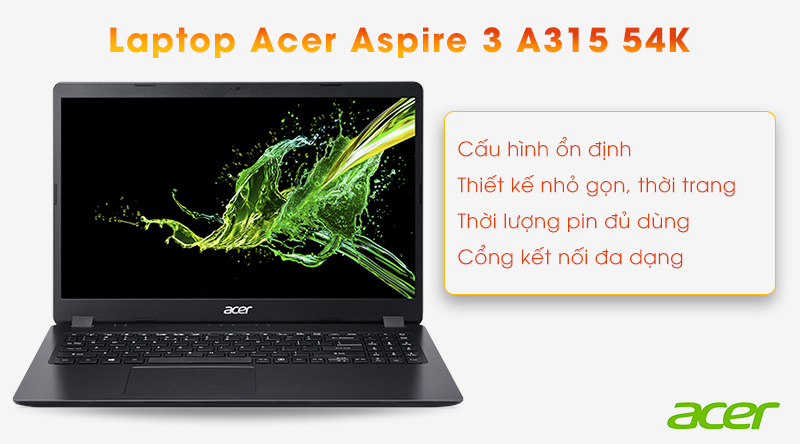 Laptop Acer Aspire 3 A315 54K
Cấu hình ổn định
Thiết kế nhỏ gọn, thời trang
Thời lượng pin đủ dùng
Cổng kết nối đa dạng
acer
acer